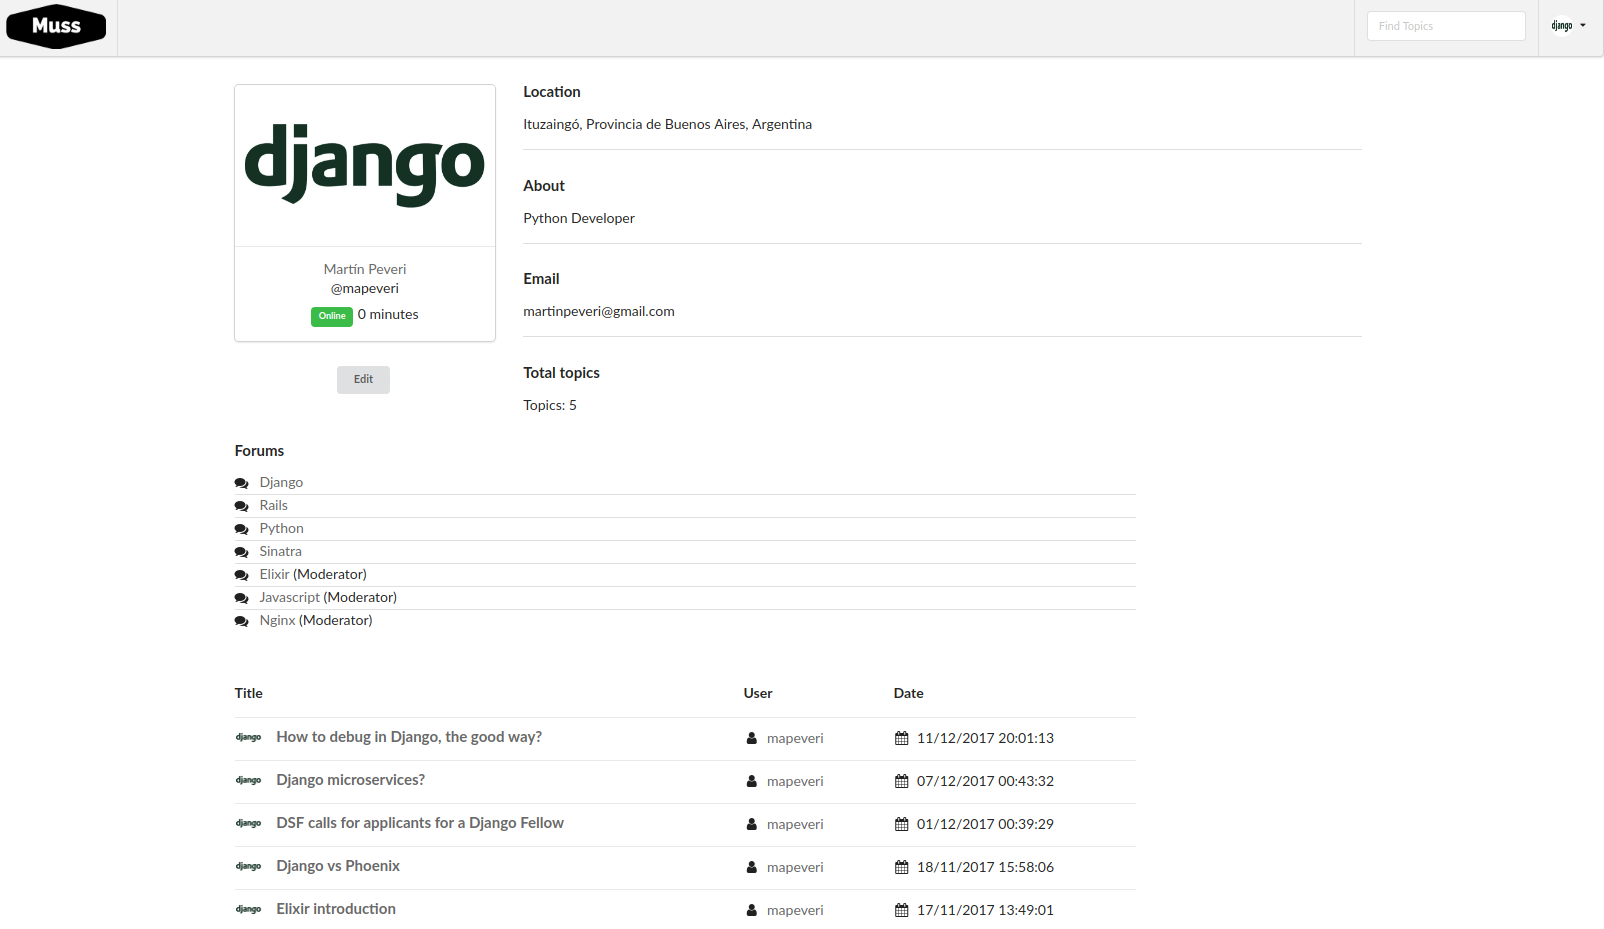 Muss
Find Topics
django
django
Martín Peveri
@mapeveri
Online 0 minutes
Edit
Location
Ituzaingó, Provincia de Buenos Aires, Argentina
About
Python Developer
Email
martinpeveri@gmail.com
Total topics
Topics: 5
Forums
Django
Rails
Python
Sinatra
Elixir (Moderator)
Javascript (Moderator)
Nginx (Moderator)
Title User Date
django How to debug in Django, the good way? mapeveri 11/12/2017 20:01:13
django Django microservices? mapeveri 07/12/2017 00:43:32
django DSF calls for applicants for a Django Fellow mapeveri 01/12/2017 00:39:29
django Django vs Phoenix mapeveri 18/11/2017 15:58:06
django Elixir introduction mapeveri 17/11/2017 13:49:01